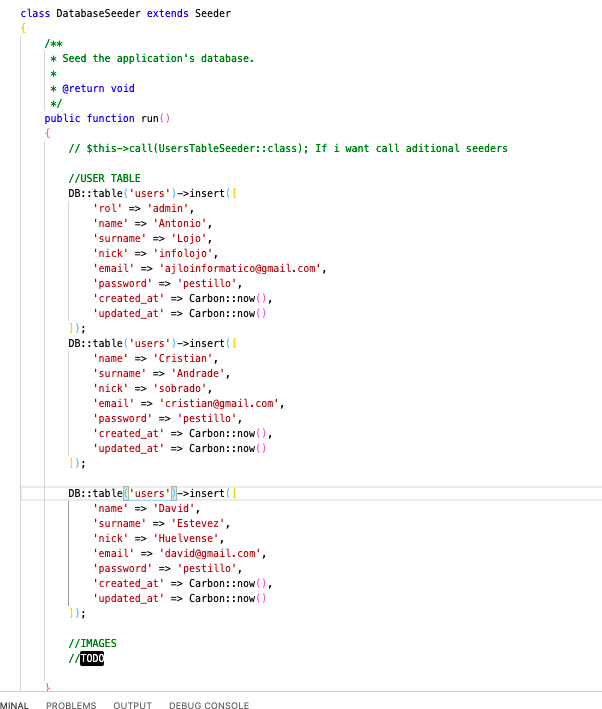 class DatabaseSeeder extends Seeder
{
    /**
     * Seed the application's database.
     *
     * @return void
     */
    public function run()
    {
        // $this->call(UsersTableSeeder::class); If i want call aditional seeders
        //USER TABLE
        DB::table('users')->insert([
            'rol' => 'admin',
            'name' => 'Antonio',
            'surname' => 'Lojo',
            'nick' => 'infolojo',
            'email' => 'ajloinformatico@gmail.com',
            'password' => 'pestillo',
            'created_at' => Carbon::now(),
            'updated_at' => Carbon::now()
        ]);
        DB::table('users')->insert([
            'name' => 'Cristian',
            'surname' => 'Andrade',
            'nick' => 'sobrado',
            'email' => 'cristian@gmail.com',
            'password' => 'pestillo',
            'created_at' => Carbon::now(),
            'updated_at' => Carbon::now()
        ]);
        DB::table('users')->insert([
            'name' => 'David',
            'surname' => 'Estevez',
            'nick' => 'Huelvense',
            'email' => 'david@gmail.com',
            'password' => 'pestillo',
            'created_at' => Carbon::now(),
            'updated_at' => Carbon::now()
        ]);
        //IMAGES
        //TODO
    }
MINAL PROBLEMS OUTPUT DEBUG CONSOLE